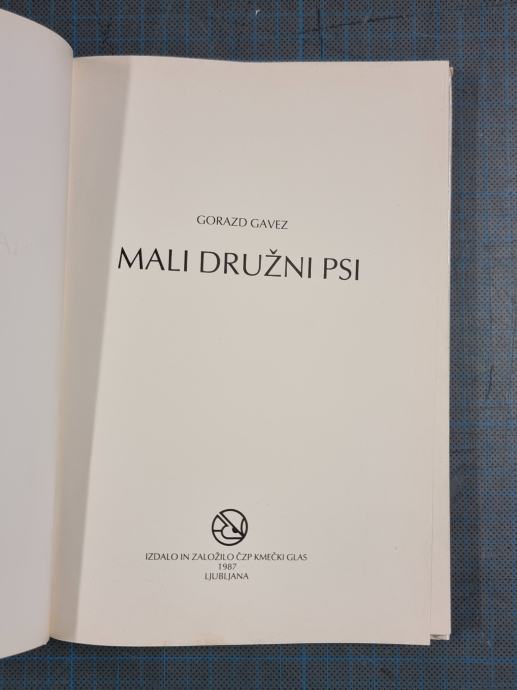 GORAZD GAVEZ
MALI DRUŽNI PSI
IZDALO IN ZALOŽILO ČZP KMEČKI GLAS
1987
LJUBLJANA